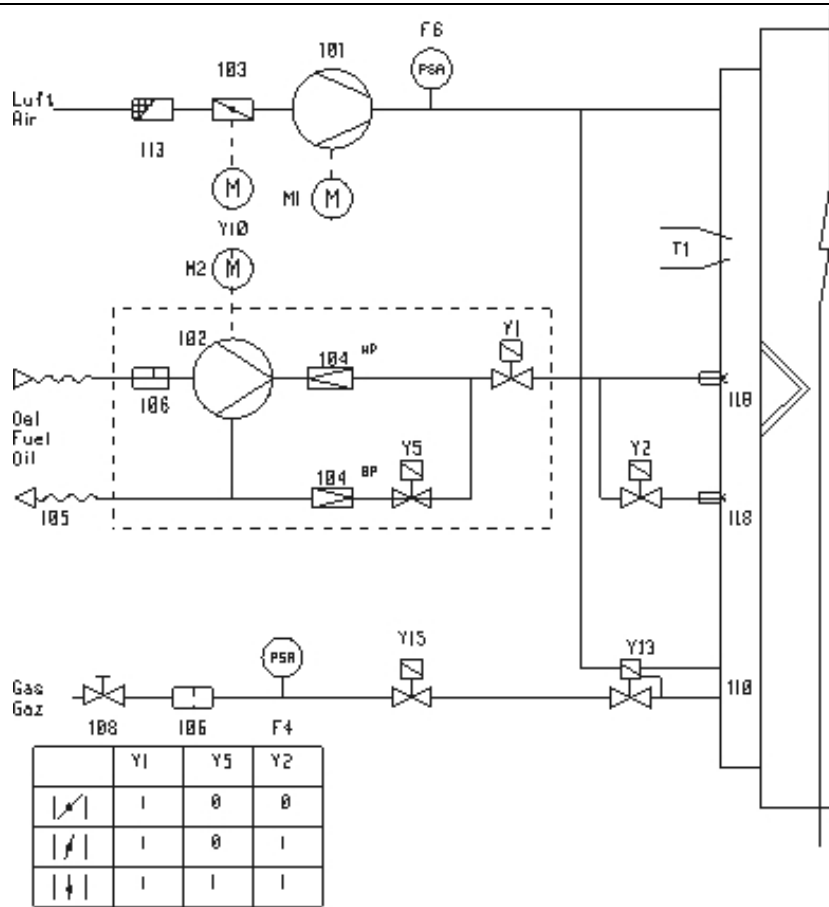 F6
101
103
PSA
Luft
Air
113
M
M1
M
Y10
M2
M
T1
102
104 HP
Y1
106
118
Oel
Fuel
Oil
Y5
Y2
104 BP
105
118
Y15
Y13
PSA
Gas
Gaz
110
108 106 F4
Y1 Y5 Y2
1 0 0
1 0 1
1 1 1